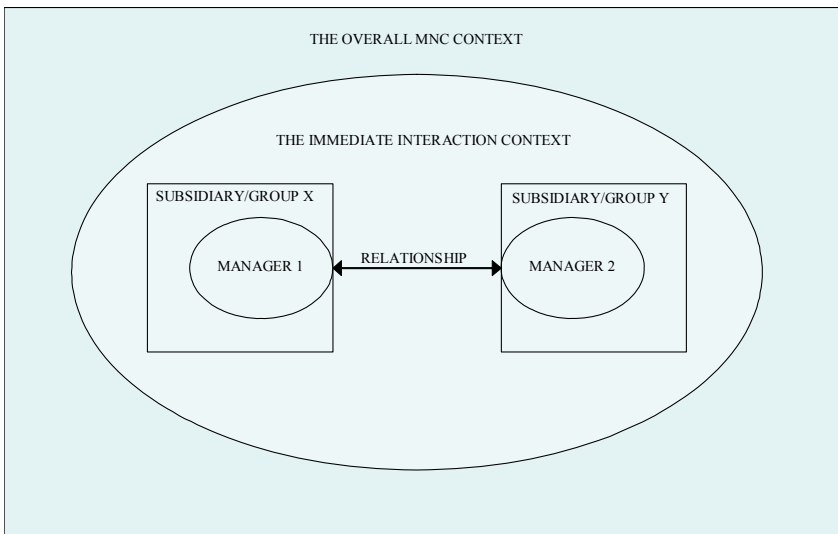 THE OVERALL MNC CONTEXT
THE IMMEDIATE INTERACTION CONTEXT
SUBSIDIARY/GROUP X
SUBSIDIARY/GROUP Y
MANAGER 1
RELATIONSHIP
MANAGER 2